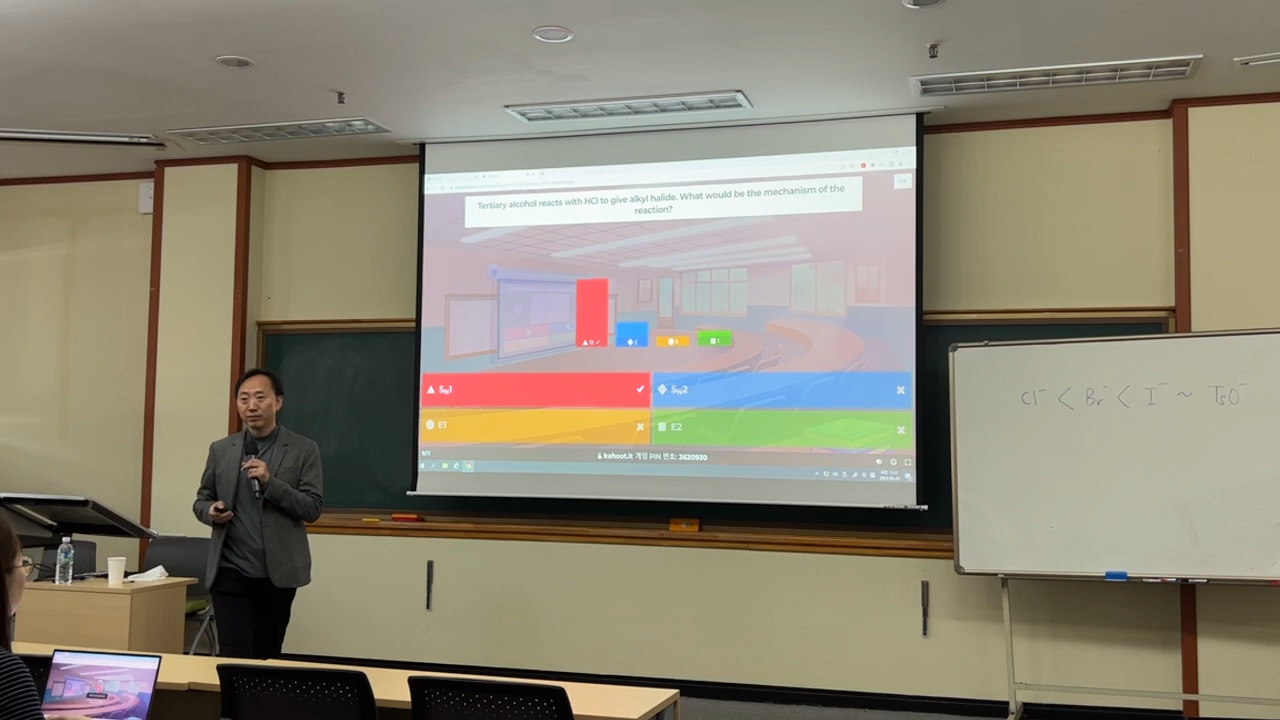 Tertiary alcohol reacts with HCl to give alkyl halide. What would be the mechanism of the
reaction?
SN1
SN2
E1
E2
kahoot.it 게임 PIN 번호: 3620930
Cl⁻ < Br⁻ < I⁻ ~ TsO⁻